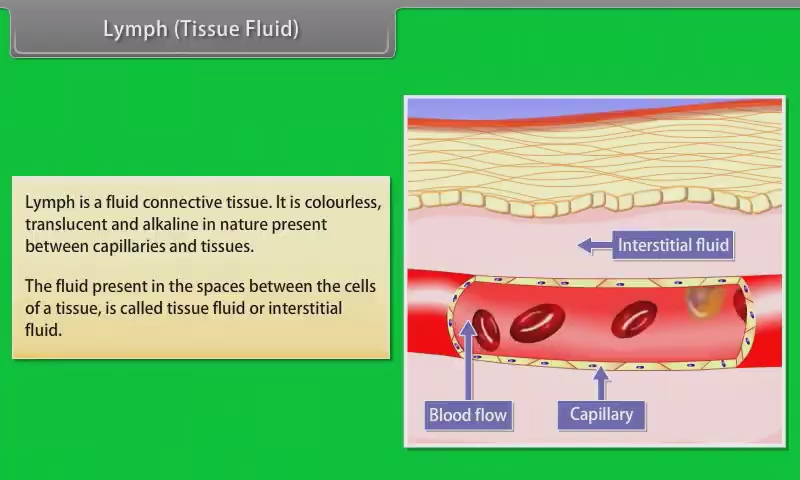 Lymph (Tissue Fluid)
Lymph is a fluid connective tissue. It is colourless,
translucent and alkaline in nature present
between capillaries and tissues.
The fluid present in the spaces between the cells
of a tissue, is called tissue fluid or interstitial
fluid.
Interstitial fluid
Blood flow
Capillary